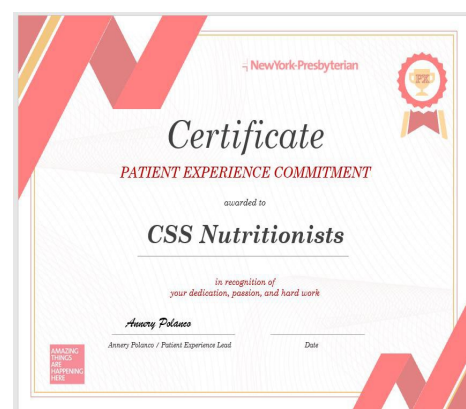 NewYork-Presbyterian
PX
Certificate
PATIENT EXPERIENCE COMMITMENT
awarded to
CSS Nutritionists
in recognition of
your dedication, passion, and hard work
Annery Polanco
Annery Polanco / Patient Experience Lead
Date
AMAZING
THINGS
ARE
HAPPENING
HERE